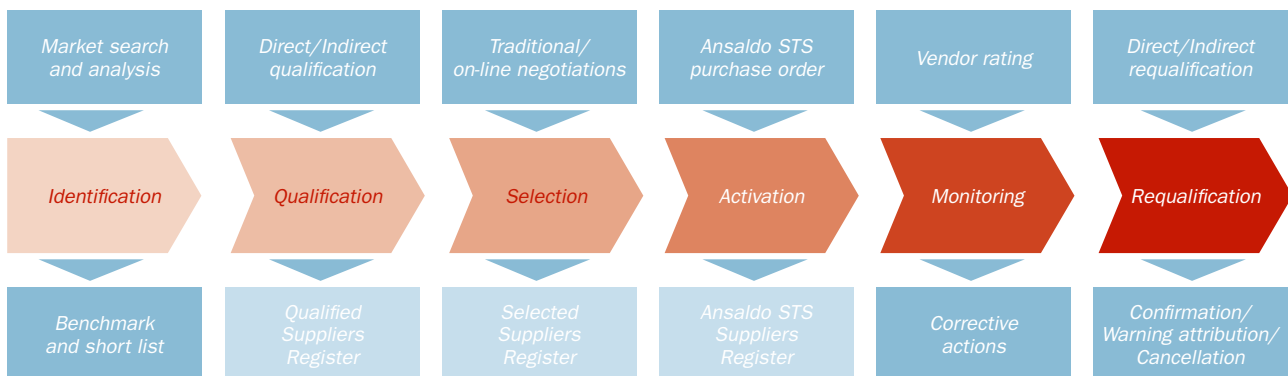 Market search
and analysis
Direct/Indirect
qualification
Traditional/
on-line negotiations
Ansaldo STS
purchase order
Vendor rating
Direct/Indirect
requalification
Identification
Qualification
Selection
Activation
Monitoring
Requalification
Benchmark
and short list
Qualified
Suppliers
Register
Selected
Suppliers
Register
Ansaldo STS
Suppliers
Register
Corrective
actions
Confirmation/
Warning attribution/
Cancellation